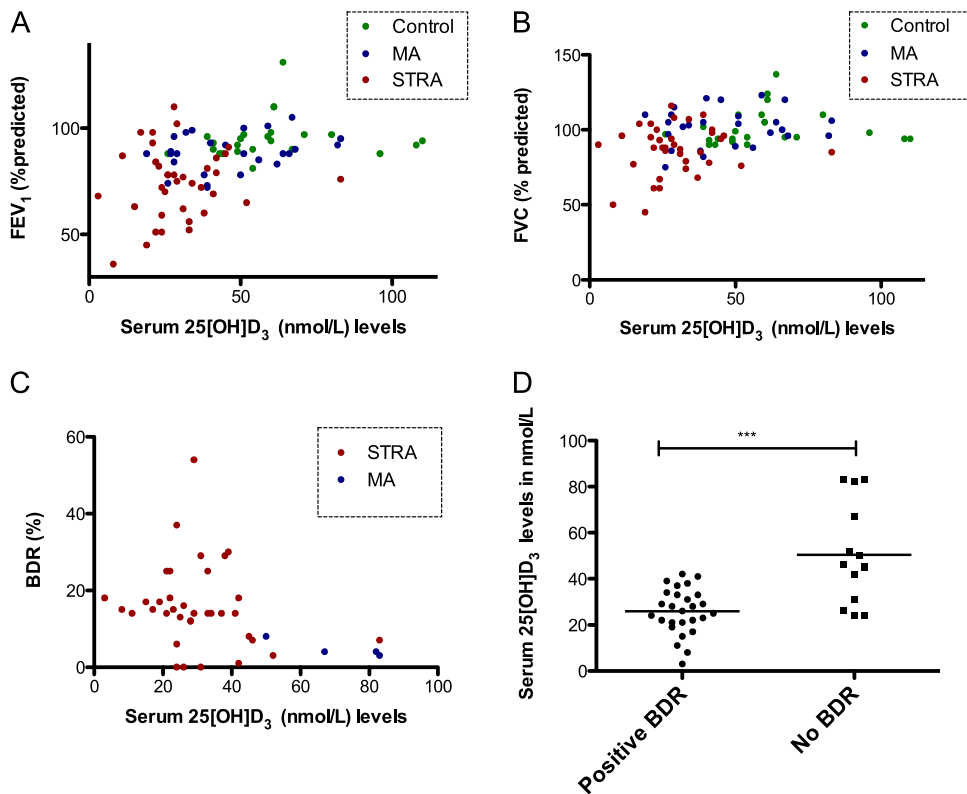 A
Control
MA
STRA
FEV1 (%predicted)
100
50
0
50
100
Serum 25[OH]D3 (nmol/L) levels
B
Control
MA
STRA
FVC (% predicted)
150
100
50
0
0
50
100
Serum 25[OH]D3 (nmol/L) levels
C
STRA
MA
BDR (%)
60
40
20
0
0
20
40
60
80
100
Serum 25[OH]D3 (nmol/L) levels
D
***
Serum 25[OH]D3 levels in nmol/L
100
80
60
40
20
0
Positive BDR
No BDR